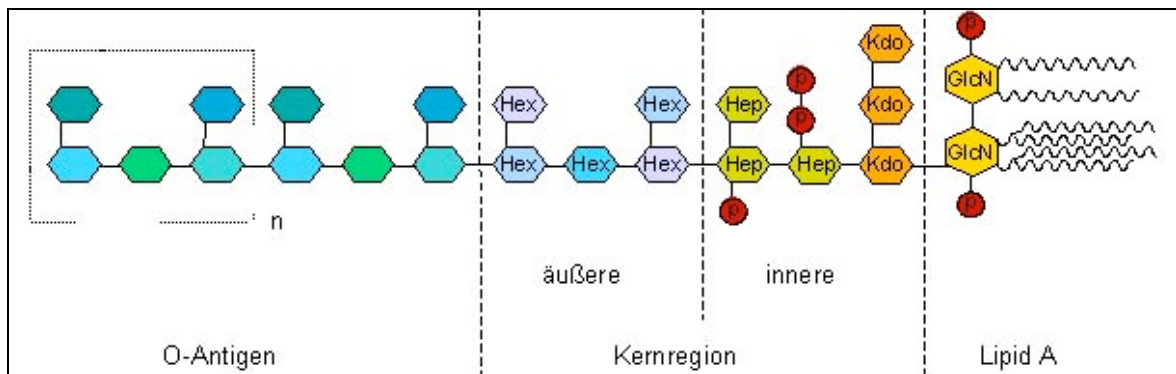 Kdo
P
GlcN
P
Hex Hex Hep P Kdo
Hex Hex Hex Hep Hep Kdo GlcN
P P
n
äußere innere
O-Antigen Kernregion Lipid A